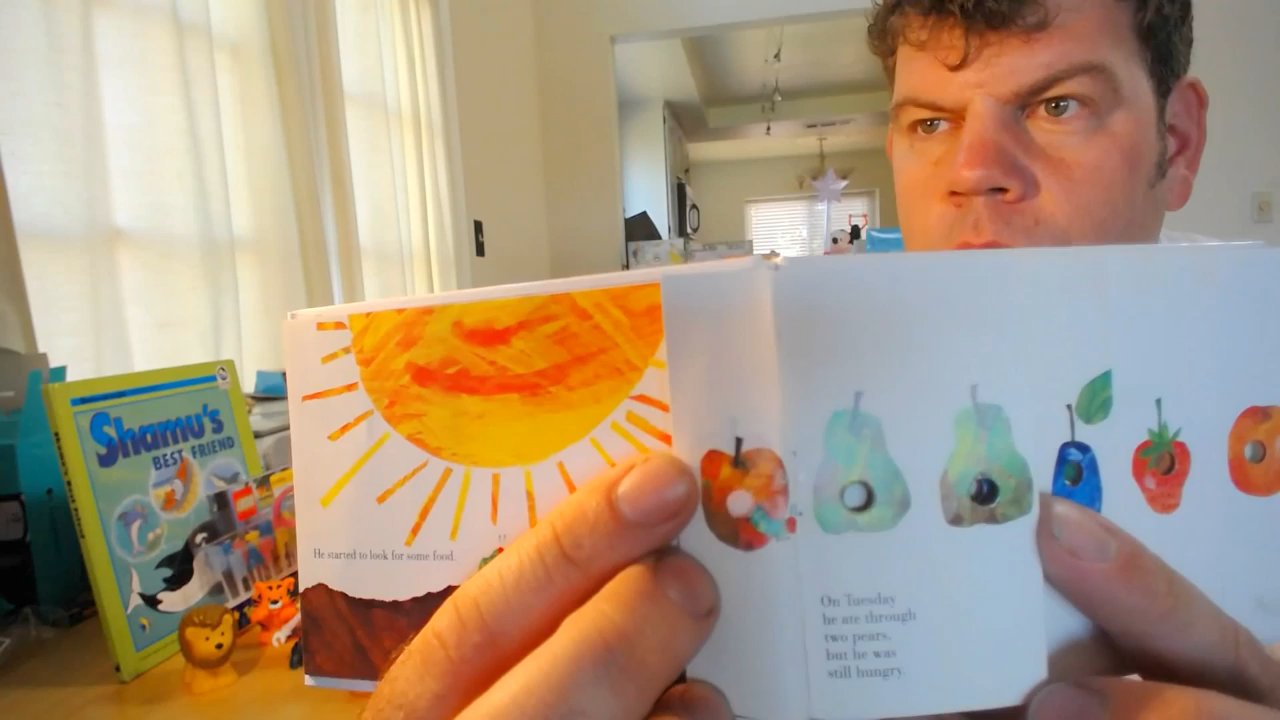 Shamu's
BEST FRIEND
He started to look for some food.
On Tuesday
he ate through
two pears,
but he was
still hungry.